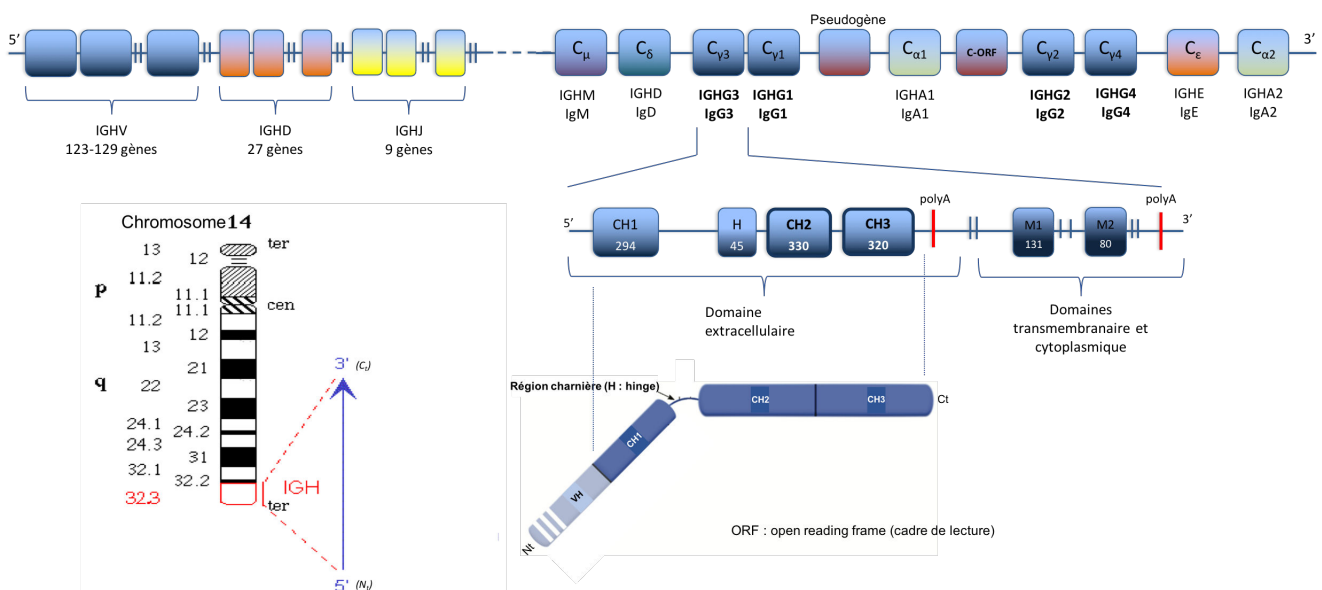 Pseudogène
5′
3′
Cμ
Cδ
Cγ3
Cγ1
Cα1
C-ORF
Cγ2
Cγ4
Cε
Cα2
IGHM
IgM
IGHD
IgD
IGHG3
IgG3
IGHG1
IgG1
IGHA1
IgA1
IGHG2
IgG2
IGHG4
IgG4
IGHE
IgE
IGHA2
IgA2
IGHV
123-129 gènes
IGHD
27 gènes
IGHJ
9 gènes
polyA
polyA
5′
3′
CH1
294
H
45
CH2
330
CH3
320
M1
131
M2
80
Domaine
extracellulaire
Domaines
transmembranaire et
cytoplasmique
Chromosome 14
13
12
ter
11.2
p
11.1
11.1
cen
11.2
12
13
21
q
22
23
24.1
24.2
24.3
31
32.1
32.2
32.3
IGH
ter
3' (Ct)
5' (Nt)
Région charnière (H : hinge)
CH2
CH3
Ct
CH1
VH
Nt
ORF : open reading frame (cadre de lecture)